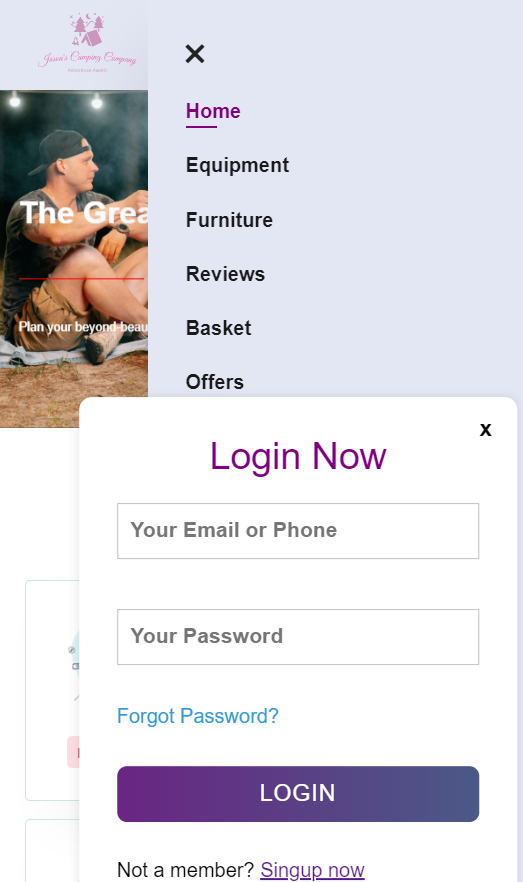 Jason's Camping Company
Home
Equipment
The Grea
Furniture
Reviews
Plan your beyond-beau
Basket
Offers
x
Login Now
Your Email or Phone
Your Password
Forgot Password?
LOGIN
Not a member? Singup now